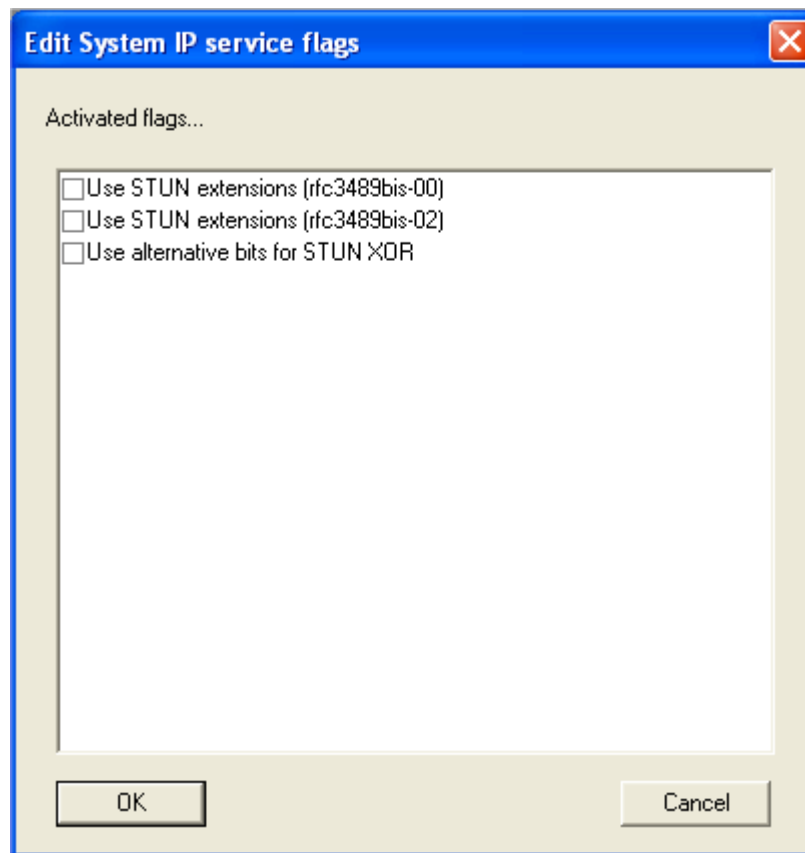 Edit System IP service flags
Activated flags...
Use STUN extensions (rfc3489bis-00)
Use STUN extensions (rfc3489bis-02)
Use alternative bits for STUN XOR
OK Cancel